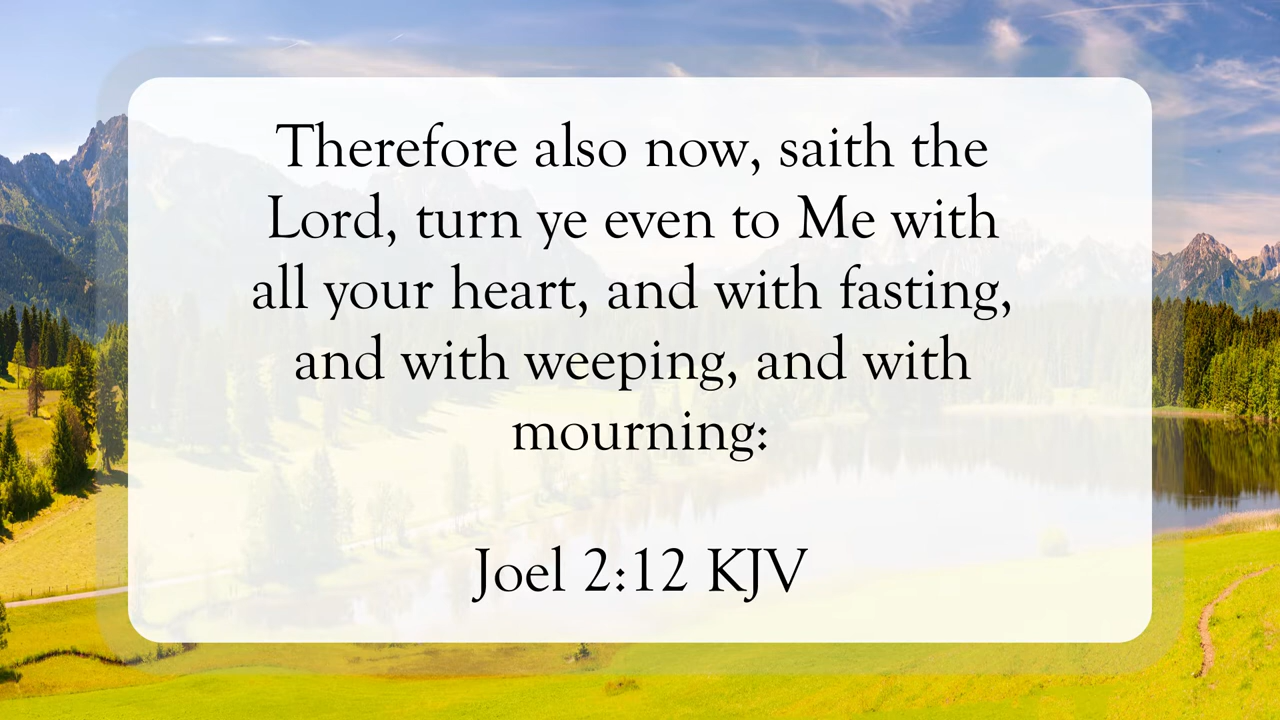 Therefore also now, saith the
Lord, turn ye even to Me with
all your heart, and with fasting,
and with weeping, and with
mourning:
Joel 2:12 KJV